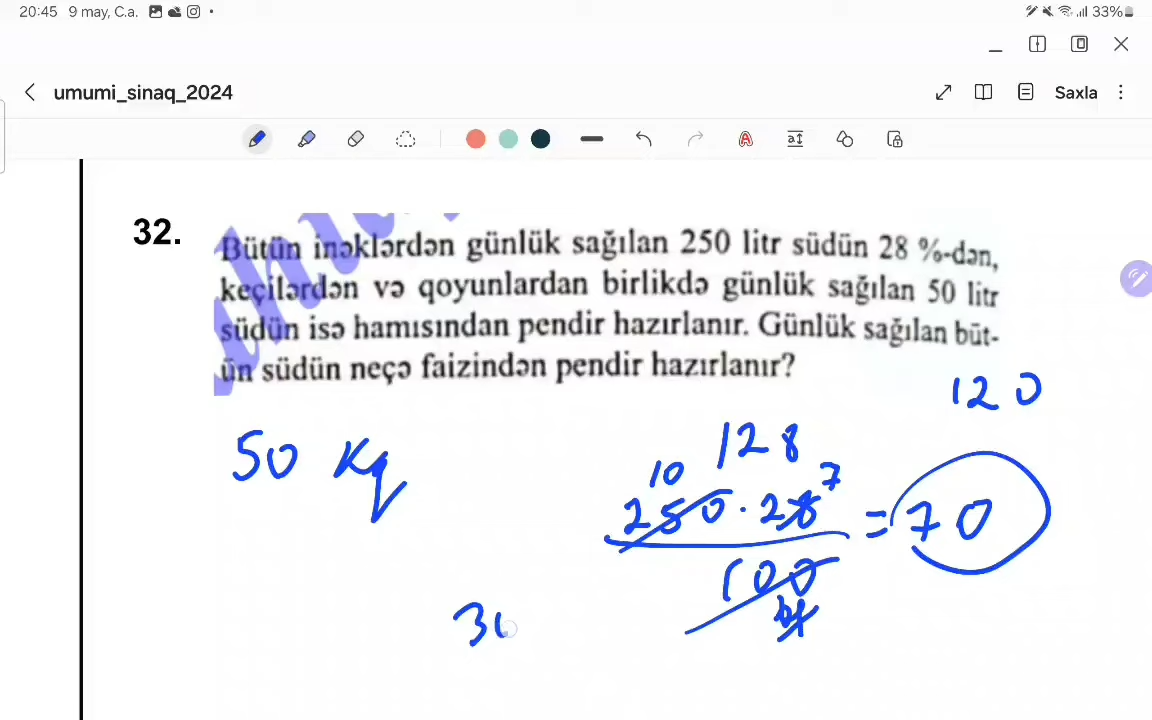 20:45 9 may, C.a. 33%
umumi_sinaq_2024 Saxla
32.
Bütün inəklərdən günlük sağılan 250 litr südün 28 %-dən,
keçilərdən və qoyunlardan birlikdə günlük sağılan 50 litr
südün isə hamısından pendir hazırlanır. Günlük sağılan büt-
ün südün neçə faizindən pendir hazırlanır?
120
50 kq
128
10 7
250 · 28 = 70
100